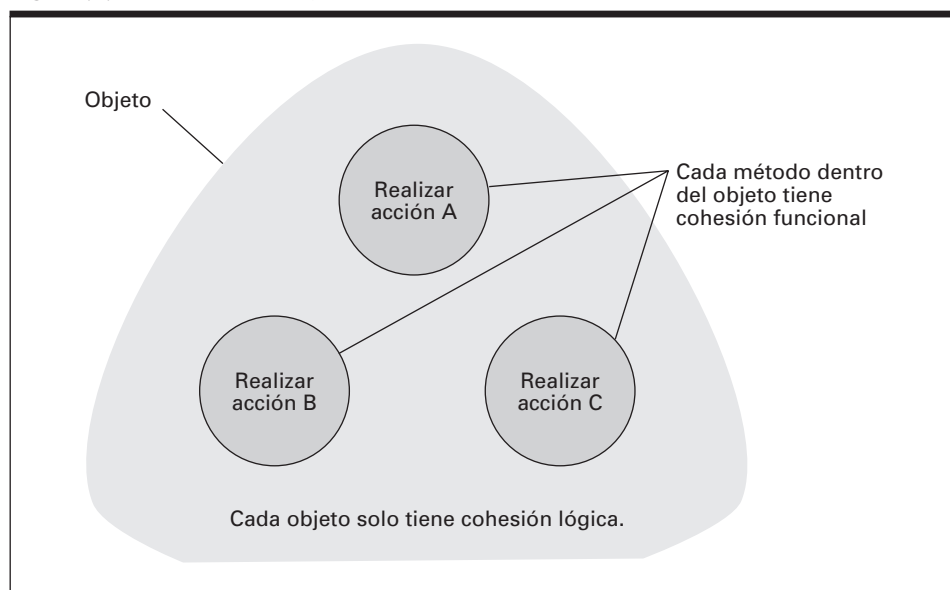 Objeto
Realizar
acción A
Cada método dentro
del objeto tiene
cohesión funcional
Realizar
acción B
Realizar
acción C
Cada objeto solo tiene cohesión lógica.